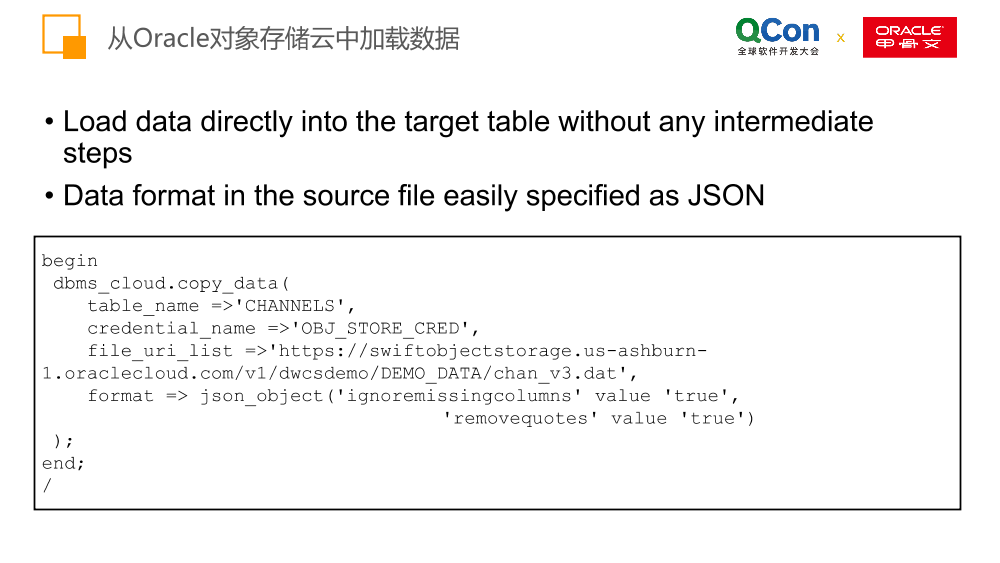 从Oracle对象存储云中加载数据
QCon
全球软件开发大会
x
ORACLE
甲骨文
• Load data directly into the target table without any intermediate
steps
• Data format in the source file easily specified as JSON
begin
dbms_cloud.copy_data(
table_name =>'CHANNELS',
credential_name =>'OBJ_STORE_CRED',
file_uri_list =>'https://swiftobjectstorage.us-ashburn-
1.oraclecloud.com/v1/dwcsdemo/DEMO_DATA/chan_v3.dat',
format => json_object('ignoremissingcolumns' value 'true',
'removequotes' value 'true')
);
end;
/